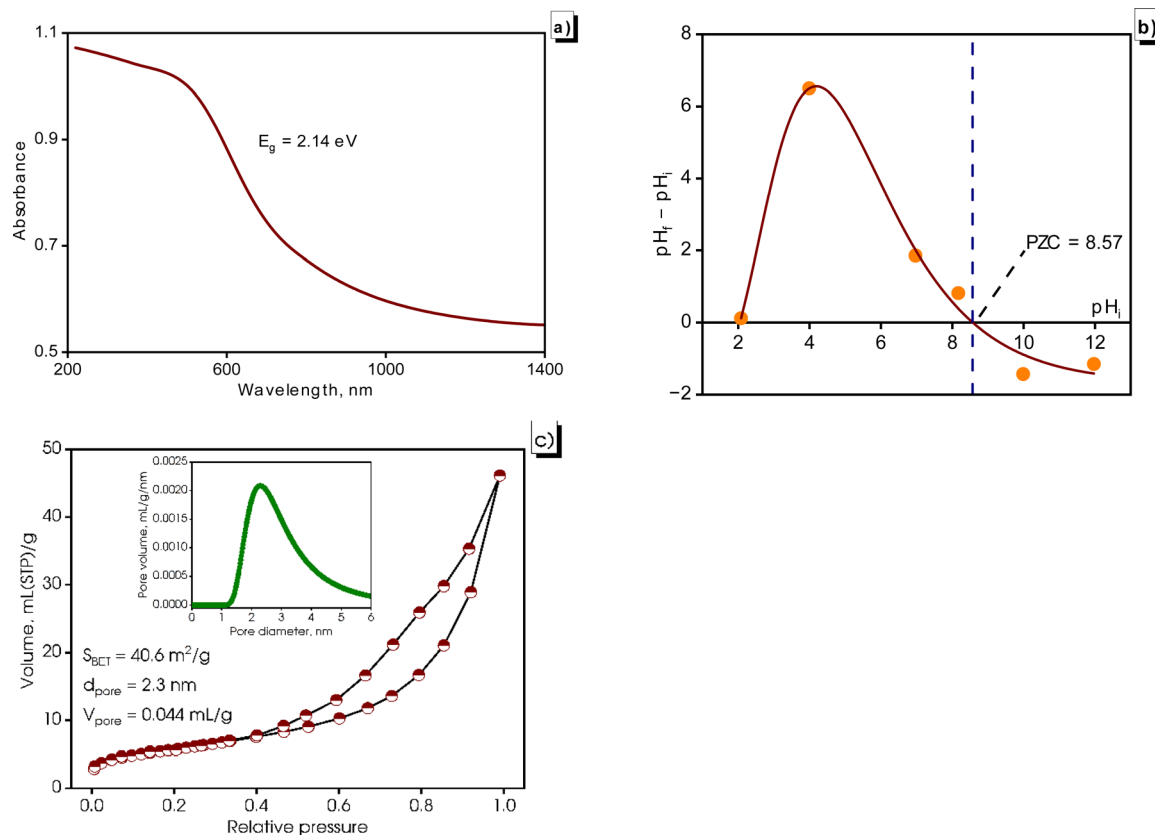 a)
1.1
0.9
0.7
0.5
Absorbance
E_g = 2.14 eV
200 600 1000 1400
Wavelength, nm
b)
8
6
4
2
0
−2
pH_f − pH_i
PZC = 8.57
pH_i
2 4 6 8 10 12
c)
50
40
30
20
10
0
Volume, mL(STP)/g
0.0025
0.0020
0.0015
0.0010
0.0005
0.0000
Pore volume, mL/g/nm
0 1 2 3 4 5 6
Pore diameter, nm
S_BET = 40.6 m²/g
d_pore = 2.3 nm
V_pore = 0.044 mL/g
0.0 0.2 0.4 0.6 0.8 1.0
Relative pressure